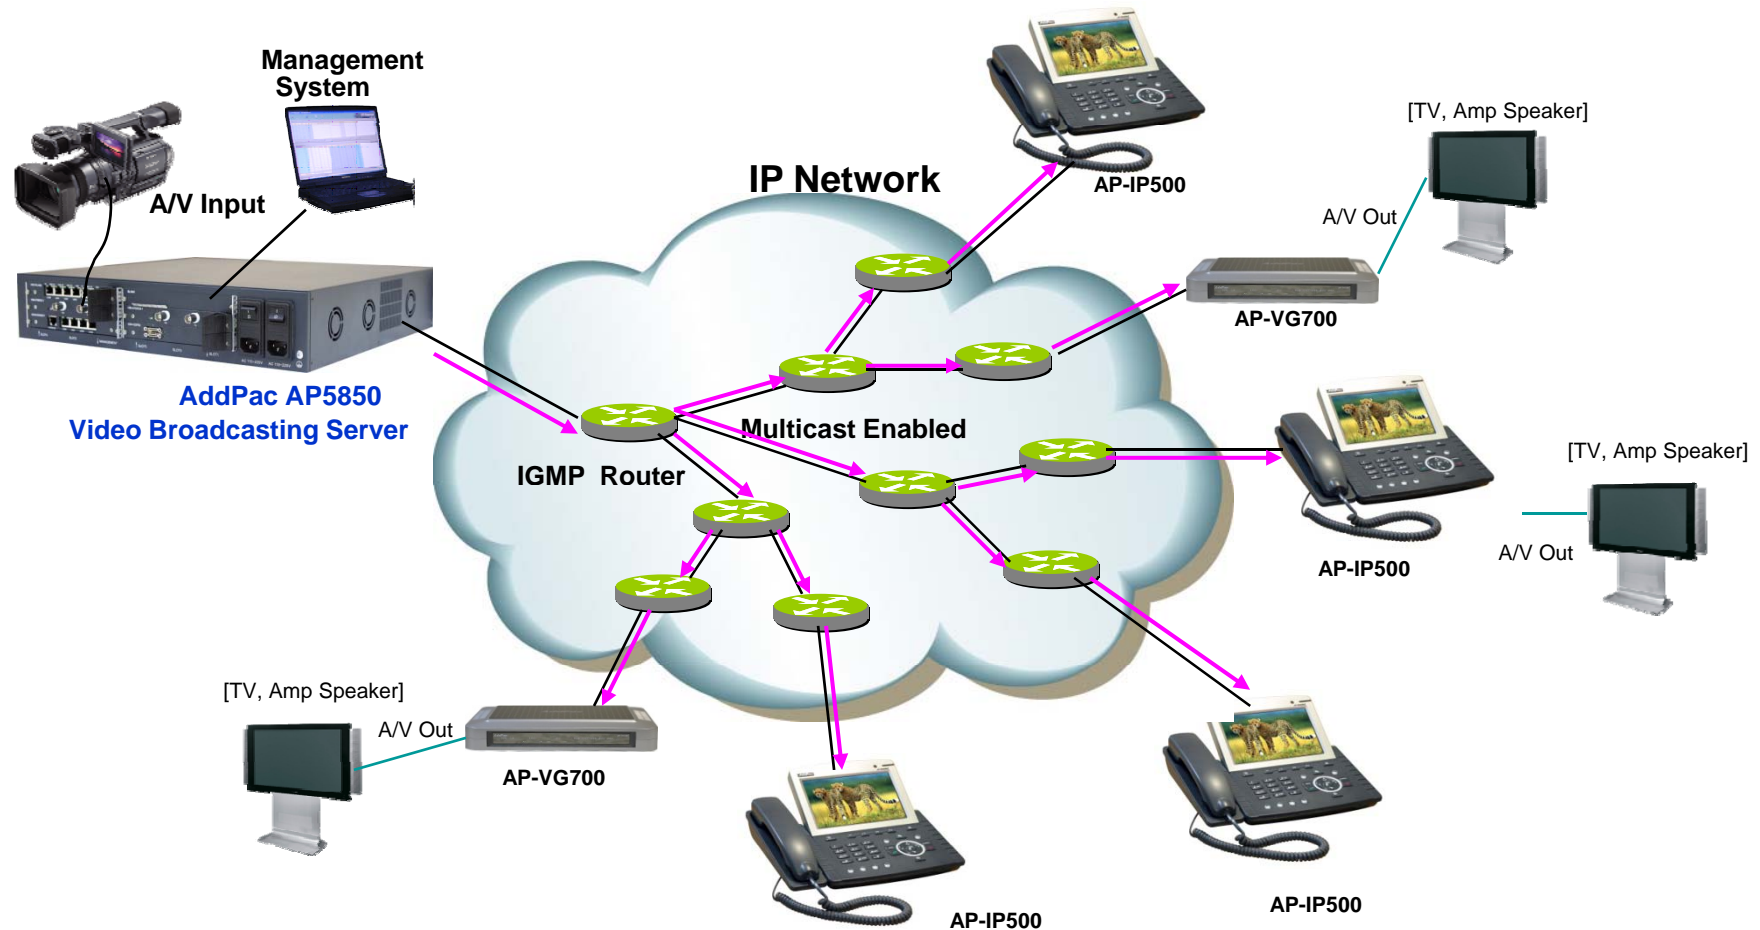 Management
System
[TV, Amp Speaker]
IP Network
AP-IP500
A/V Input
A/V Out
AP-VG700
AddPac AP5850
Video Broadcasting Server
Multicast Enabled
IGMP Router
[TV, Amp Speaker]
A/V Out
AP-IP500
[TV, Amp Speaker]
A/V Out
AP-VG700
AP-IP500
AP-IP500